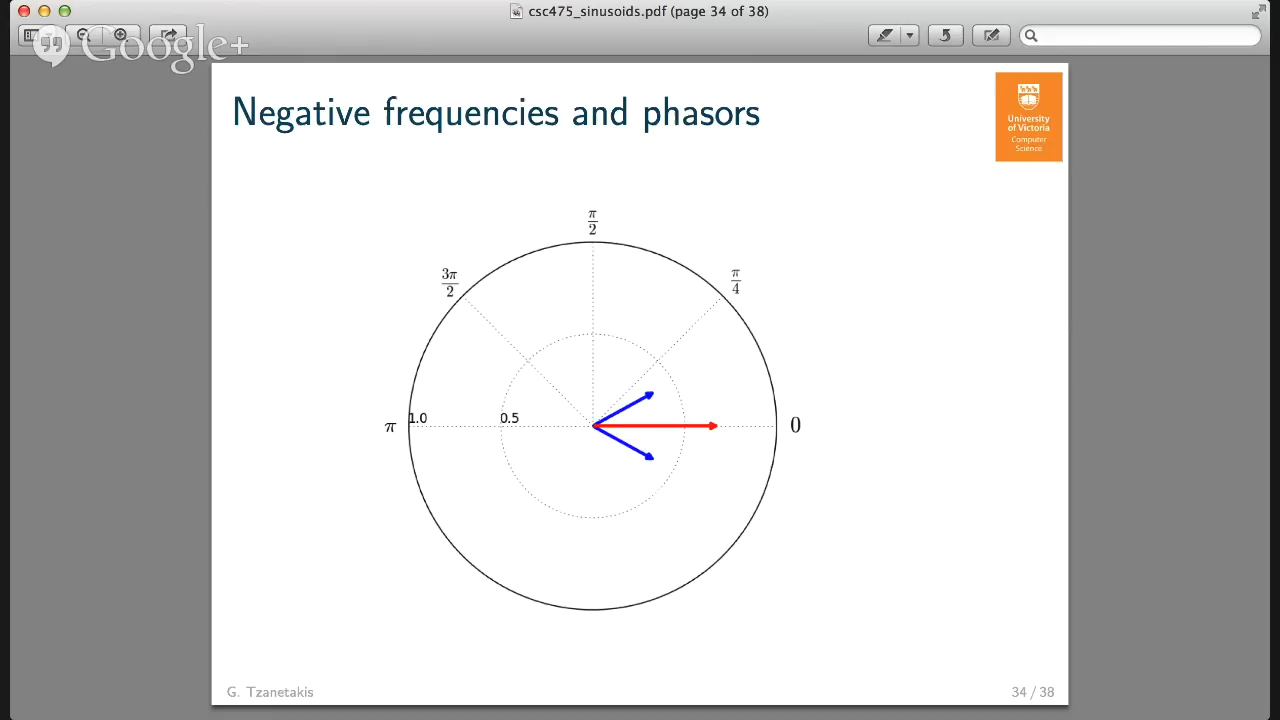 csc475_sinusoids.pdf (page 34 of 38)
Google+
Negative frequencies and phasors
University
of Victoria
Computer
Science
π/2
3π/2
π/4
1.0
0.5
π
0
G. Tzanetakis
34 / 38